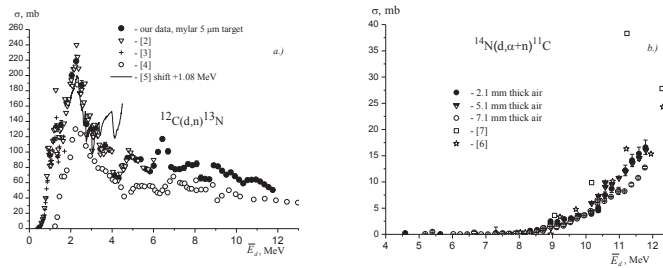 σ, mb
a.)
- our data, mylar 5 μm target
- [2]
- [3]
- [4]
- [5] shift +1.08 MeV
¹²C(d,n)¹³N
260
240
220
200
180
160
140
120
100
80
60
40
20
0
0 2 4 6 8 10 12
E̅d, MeV
σ, mb
b.)
¹⁴N(d,α+n)¹¹C
- 2.1 mm thick air
- 5.1 mm thick air
- 7.1 mm thick air
- [7]
- [6]
40
35
30
25
20
15
10
5
0
4 5 6 7 8 9 10 11 12
E̅d, MeV